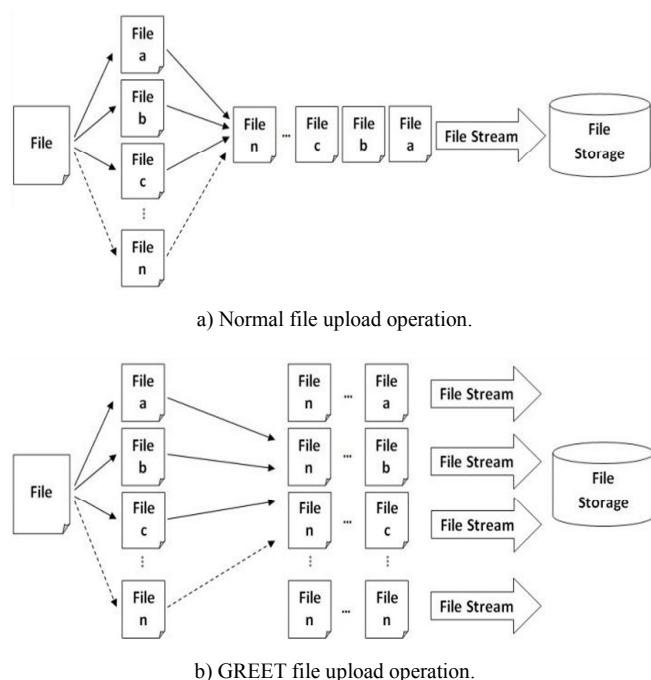 File
a
File
b
File
c
⋮
File
n
File
File
n
...
File
c
File
b
File
a
File Stream
File
Storage
a) Normal file upload operation.
File
a
File
b
File
c
⋮
File
n
File
File
n
...
File
a
File Stream
File
n
...
File
b
File Stream
File
n
...
File
c
File Stream
⋮
⋮
File
n
...
File
n
File Stream
File
Storage
b) GREET file upload operation.